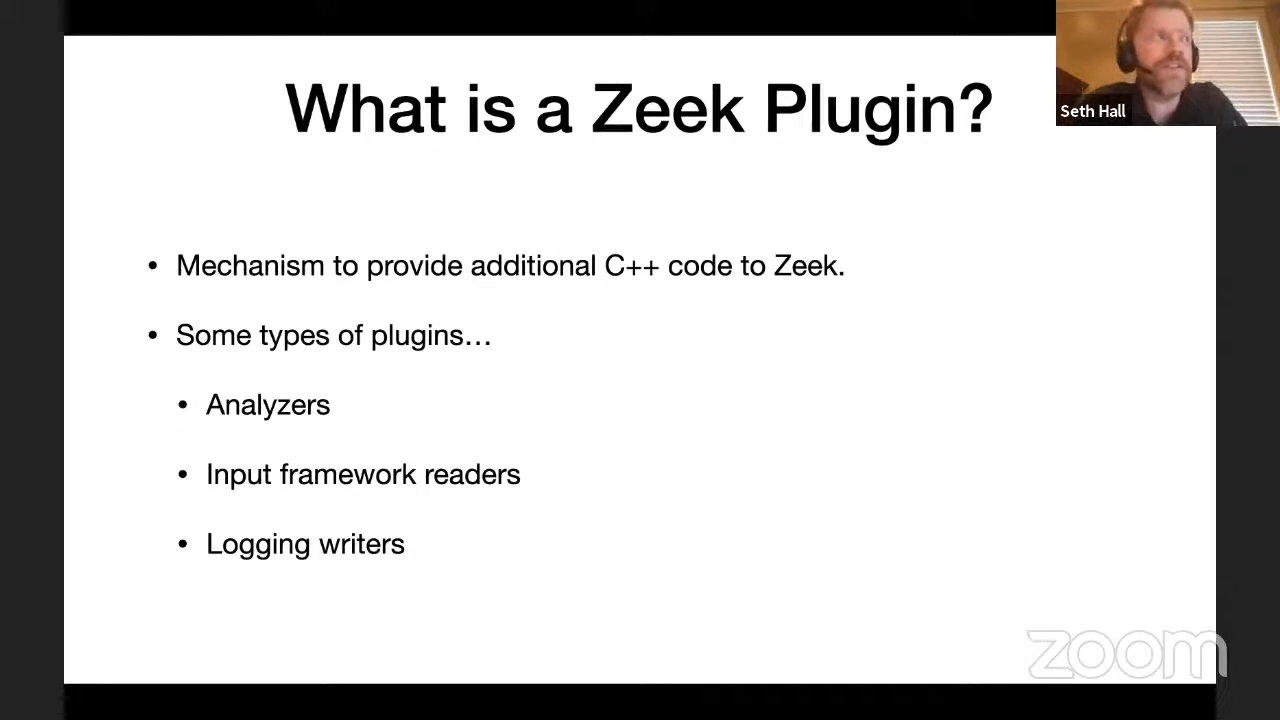 What is a Zeek Plugin?
Seth Hall
• Mechanism to provide additional C++ code to Zeek.
• Some types of plugins…
• Analyzers
• Input framework readers
• Logging writers
zoom